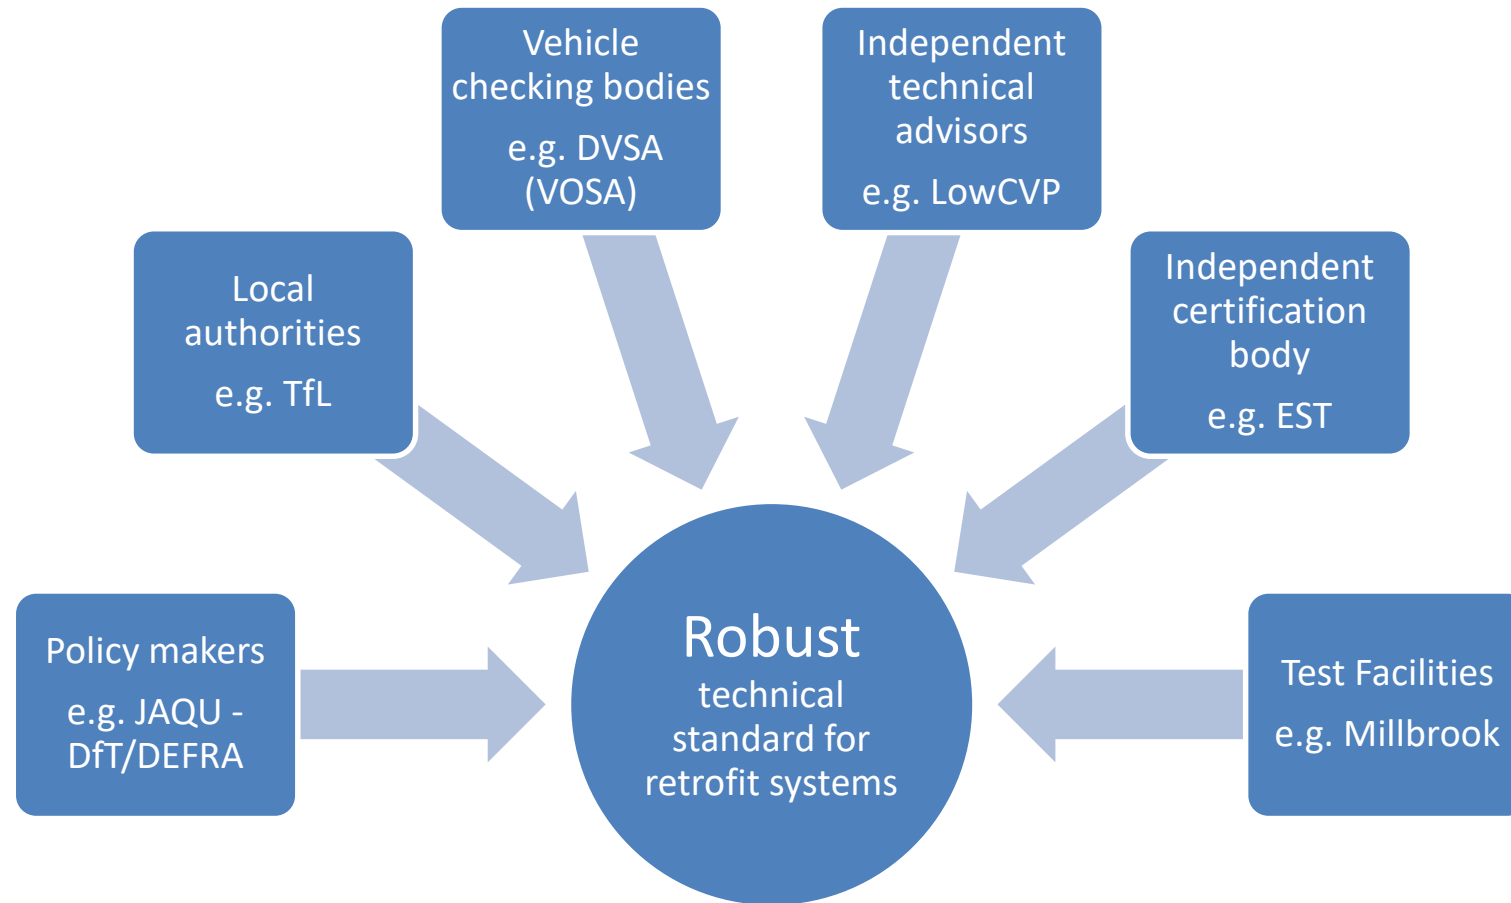 Vehicle
checking bodies
e.g. DVSA
(VOSA)
Independent
technical
advisors
e.g. LowCVP
Local
authorities
e.g. TfL
Independent
certification
body
e.g. EST
Policy makers
e.g. JAQU -
DfT/DEFRA
Robust
technical
standard for
retrofit systems
Test Facilities
e.g. Millbrook